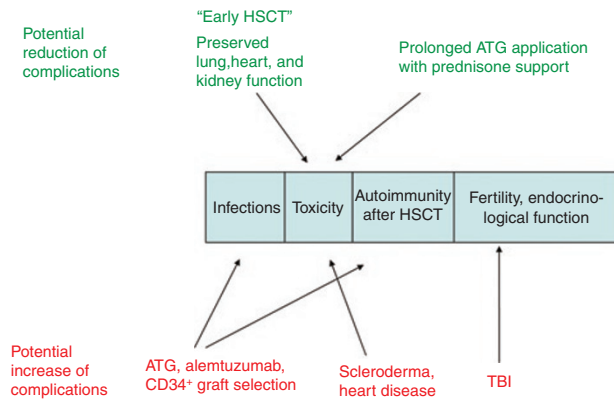 Potential
reduction of
complications
“Early HSCT”
Preserved
lung,heart, and
kidney function
Prolonged ATG application
with prednisone support
Infections
Toxicity
Autoimmunity
after HSCT
Fertility, endocrino-
logical function
Potential
increase of
complications
ATG, alemtuzumab,
CD34⁺ graft selection
Scleroderma,
heart disease
TBI